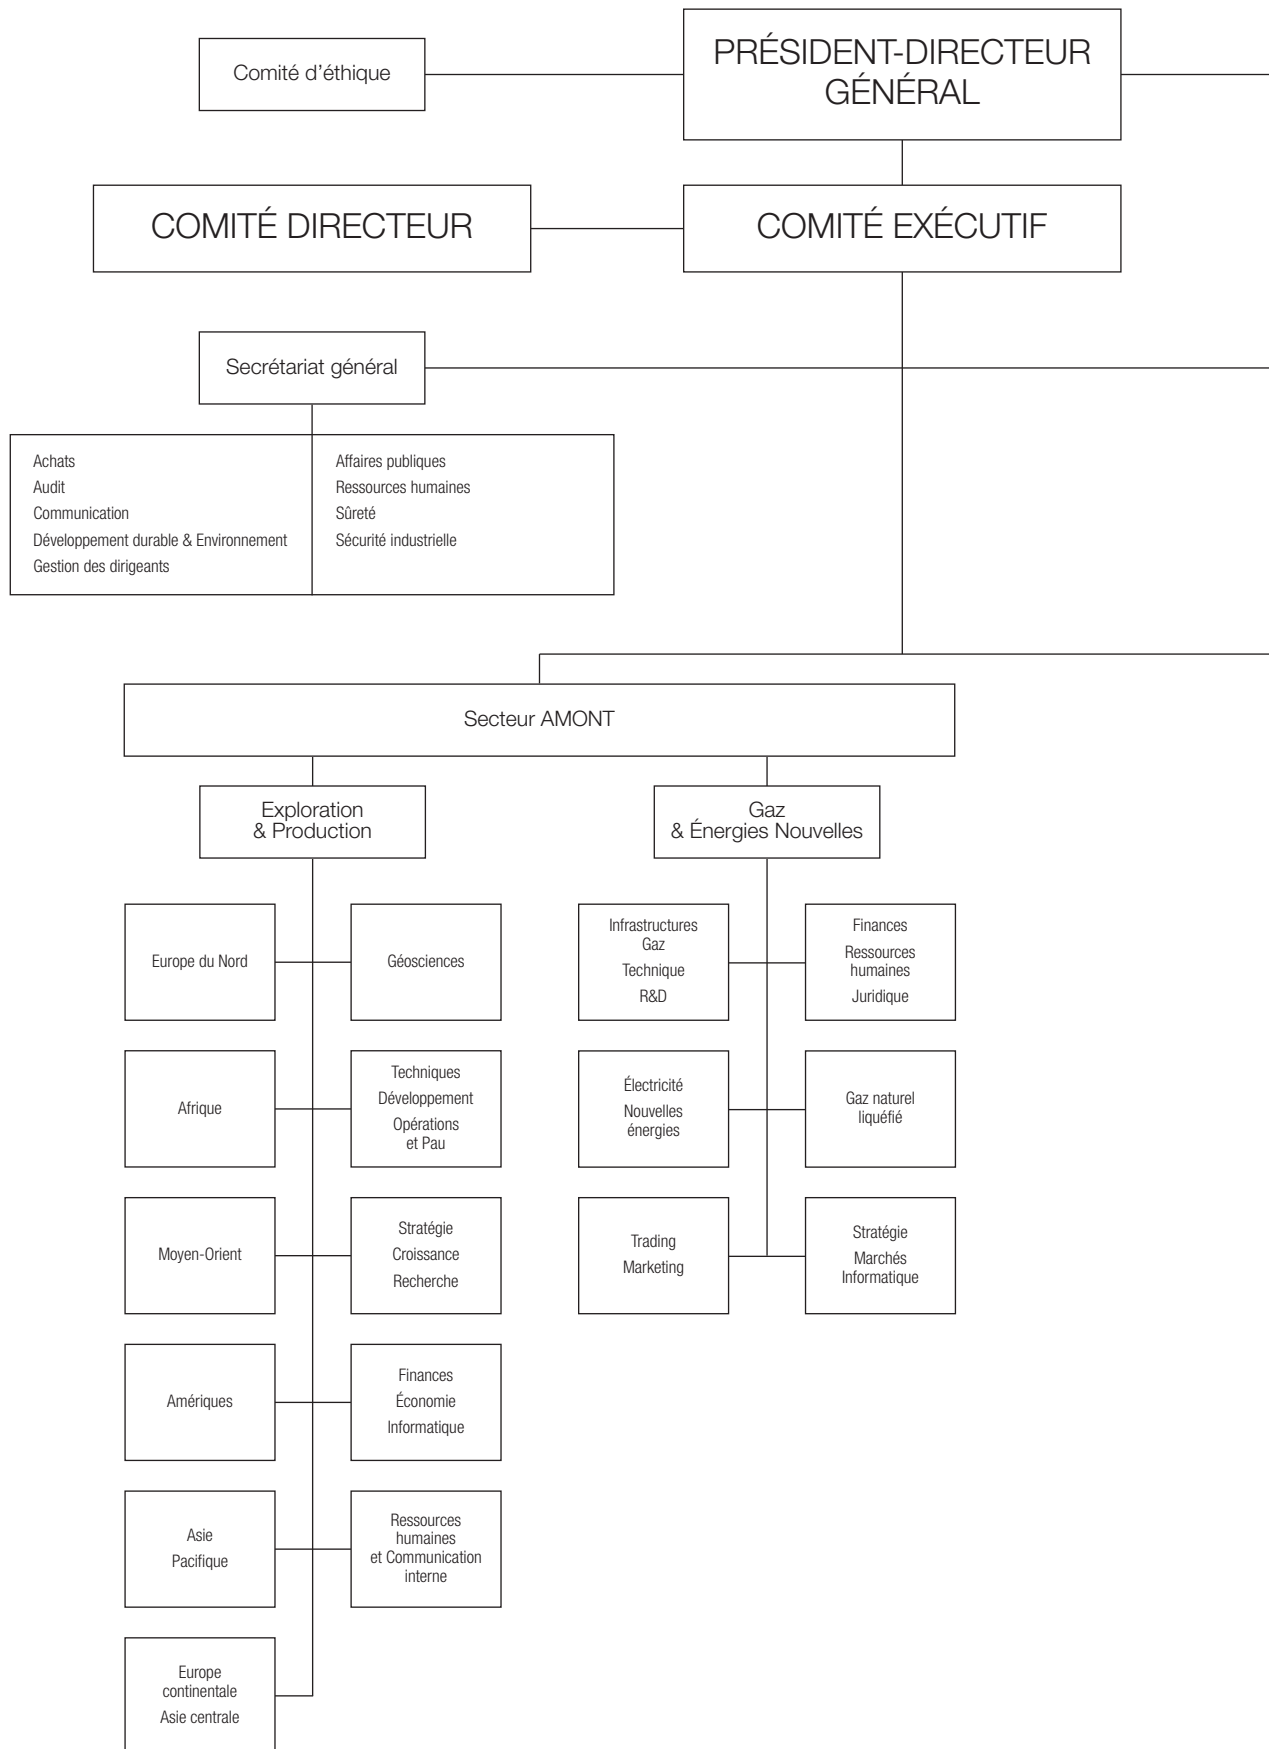 Comité d'éthique
PRÉSIDENT-DIRECTEUR
GÉNÉRAL
COMITÉ DIRECTEUR
COMITÉ EXÉCUTIF
Secrétariat général
Achats
Audit
Communication
Développement durable & Environnement
Gestion des dirigeants
Affaires publiques
Ressources humaines
Sûreté
Sécurité industrielle
Secteur AMONT
Exploration
& Production
Gaz
& Énergies Nouvelles
Europe du Nord
Géosciences
Infrastructures
Gaz
Technique
R&D
Finances
Ressources
humaines
Juridique
Afrique
Techniques
Développement
Opérations
et Pau
Électricité
Nouvelles
énergies
Gaz naturel
liquéfié
Moyen-Orient
Stratégie
Croissance
Recherche
Trading
Marketing
Stratégie
Marchés
Informatique
Amériques
Finances
Économie
Informatique
Asie
Pacifique
Ressources
humaines
et Communication
interne
Europe
continentale
Asie centrale